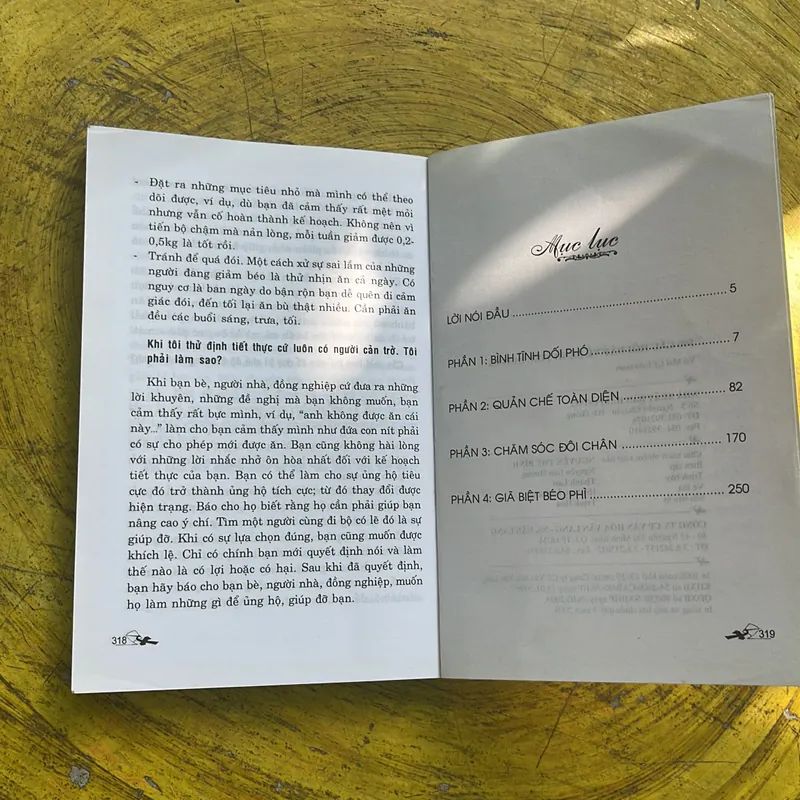 - Đặt ra những mục tiêu nhỏ mà mình có thể theo
dõi được, ví dụ, dù bạn đã cảm thấy rất mệt mỏi
nhưng vẫn cố hoàn thành kế hoạch. Không nên vì
tiến bộ chậm mà nản lòng, mỗi tuần giảm được 0,2-
0,5kg là tốt rồi.
- Tránh để quá đói. Một cách xử sự sai lầm của những
người đang giảm béo là thử nhịn ăn cả ngày. Có
nguy cơ là ban ngày do bận rộn bạn dễ quên đi cảm
giác đói, đến tối lại ăn bù thật nhiều. Cần phải ăn
đều các buổi sáng, trưa, tối.
Khi tôi thử định tiết thực cứ luôn có người cản trở. Tôi
phải làm sao?
Khi bạn bè, người nhà, đồng nghiệp cứ đưa ra những
lời khuyên, những đề nghị mà bạn không muốn, bạn
cảm thấy rất bực mình, ví dụ, “anh không được ăn cái
này...” làm cho bạn cảm thấy mình như đứa con nít phải
có sự cho phép mới được ăn. Bạn cũng không hài lòng
với những lời nhắc nhở ôn hòa nhất đối với kế hoạch
tiết thực của bạn. Bạn có thể làm cho sự ủng hộ tiêu
cực đó trở thành ủng hộ tích cực; từ đó thay đổi được
hiện trạng. Báo cho họ biết rằng họ cần phải giúp bạn
nâng cao ý chí. Tìm một người cùng đi bộ có lẽ đó là sự
giúp đỡ. Khi có sự lựa chọn đúng, bạn cũng muốn được
khích lệ. Chỉ có chính bạn mới quyết định nói và làm
thế nào là có lợi hoặc có hại. Sau khi đã quyết định,
bạn hãy báo cho bạn bè, người nhà, đồng nghiệp, muốn
họ làm những gì để ủng hộ, giúp đỡ bạn.
318
Mục lục
LỜI NÓI ĐẦU ........ 5
PHẦN 1: BÌNH TĨNH DỐI PHÓ ........ 7
PHẦN 2: QUẢN CHẾ TOÀN DIỆN ........ 82
PHẦN 3: CHĂM SÓC ĐÔI CHÂN ........ 170
PHẦN 4: GIÃ BIỆT BÉO PHÌ ........ 250
319